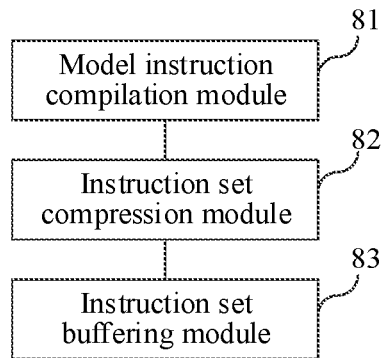 81
Model instruction
compilation module
82
Instruction set
compression module
83
Instruction set
buffering module